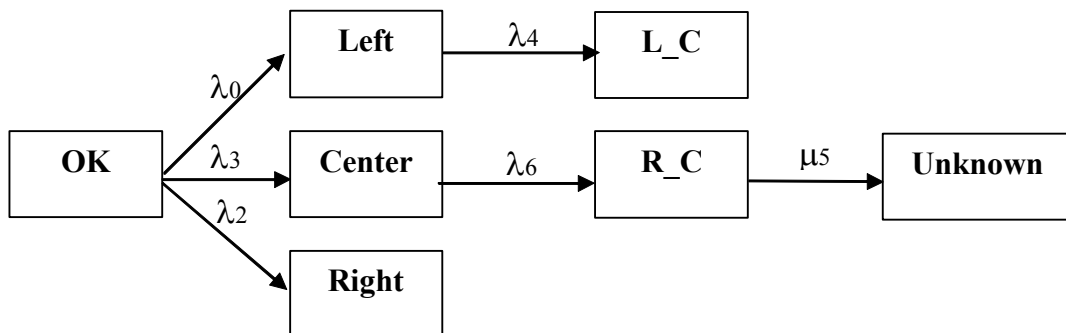 Left
λ4
L_C
λ0
OK
λ3
Center
λ6
R_C
μ5
Unknown
λ2
Right